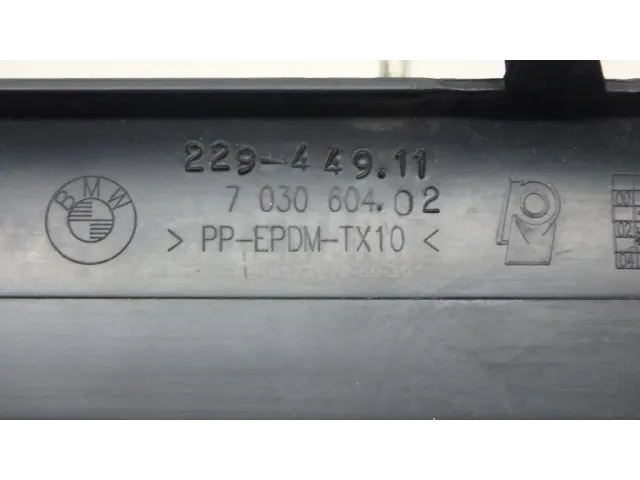 229-449.11
7 030 604.02
BMW
> PP-EPDM-TX10 <